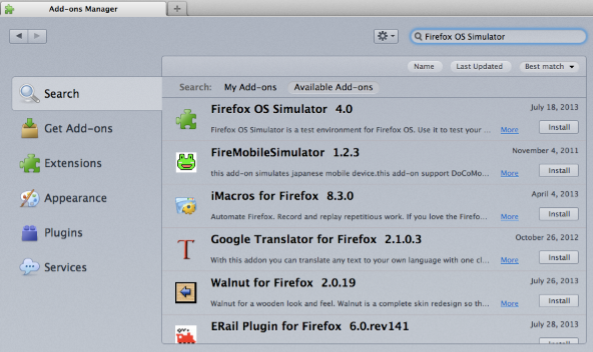 Add-ons Manager
Firefox OS Simulator
Name Last Updated Best match
Search: My Add-ons Available Add-ons
Search
Get Add-ons
Extensions
Appearance
Plugins
Services
Firefox OS Simulator 4.0 July 18, 2013
Firefox OS Simulator is a test environment for Firefox OS. Use it to test your ... More Install
FireMobileSimulator 1.2.3 November 4, 2011
this add-on simulates japanese mobile device.this add-on support DoCoMo... More Install
iMacros for Firefox 8.3.0 April 4, 2013
Automate Firefox. Record and replay repetitious work. If you love the Firefo... More Install
Google Translator for Firefox 2.1.0.3 October 26, 2012
With this addon you can translate any text to your own language with one cl... More Install
Walnut for Firefox 2.0.19 July 26, 2013
Walnut for a wooden look and feel. Walnut is a complete skin redesign so th... More Install
ERail Plugin for Firefox 6.0.rev141 July 28, 2013
Install